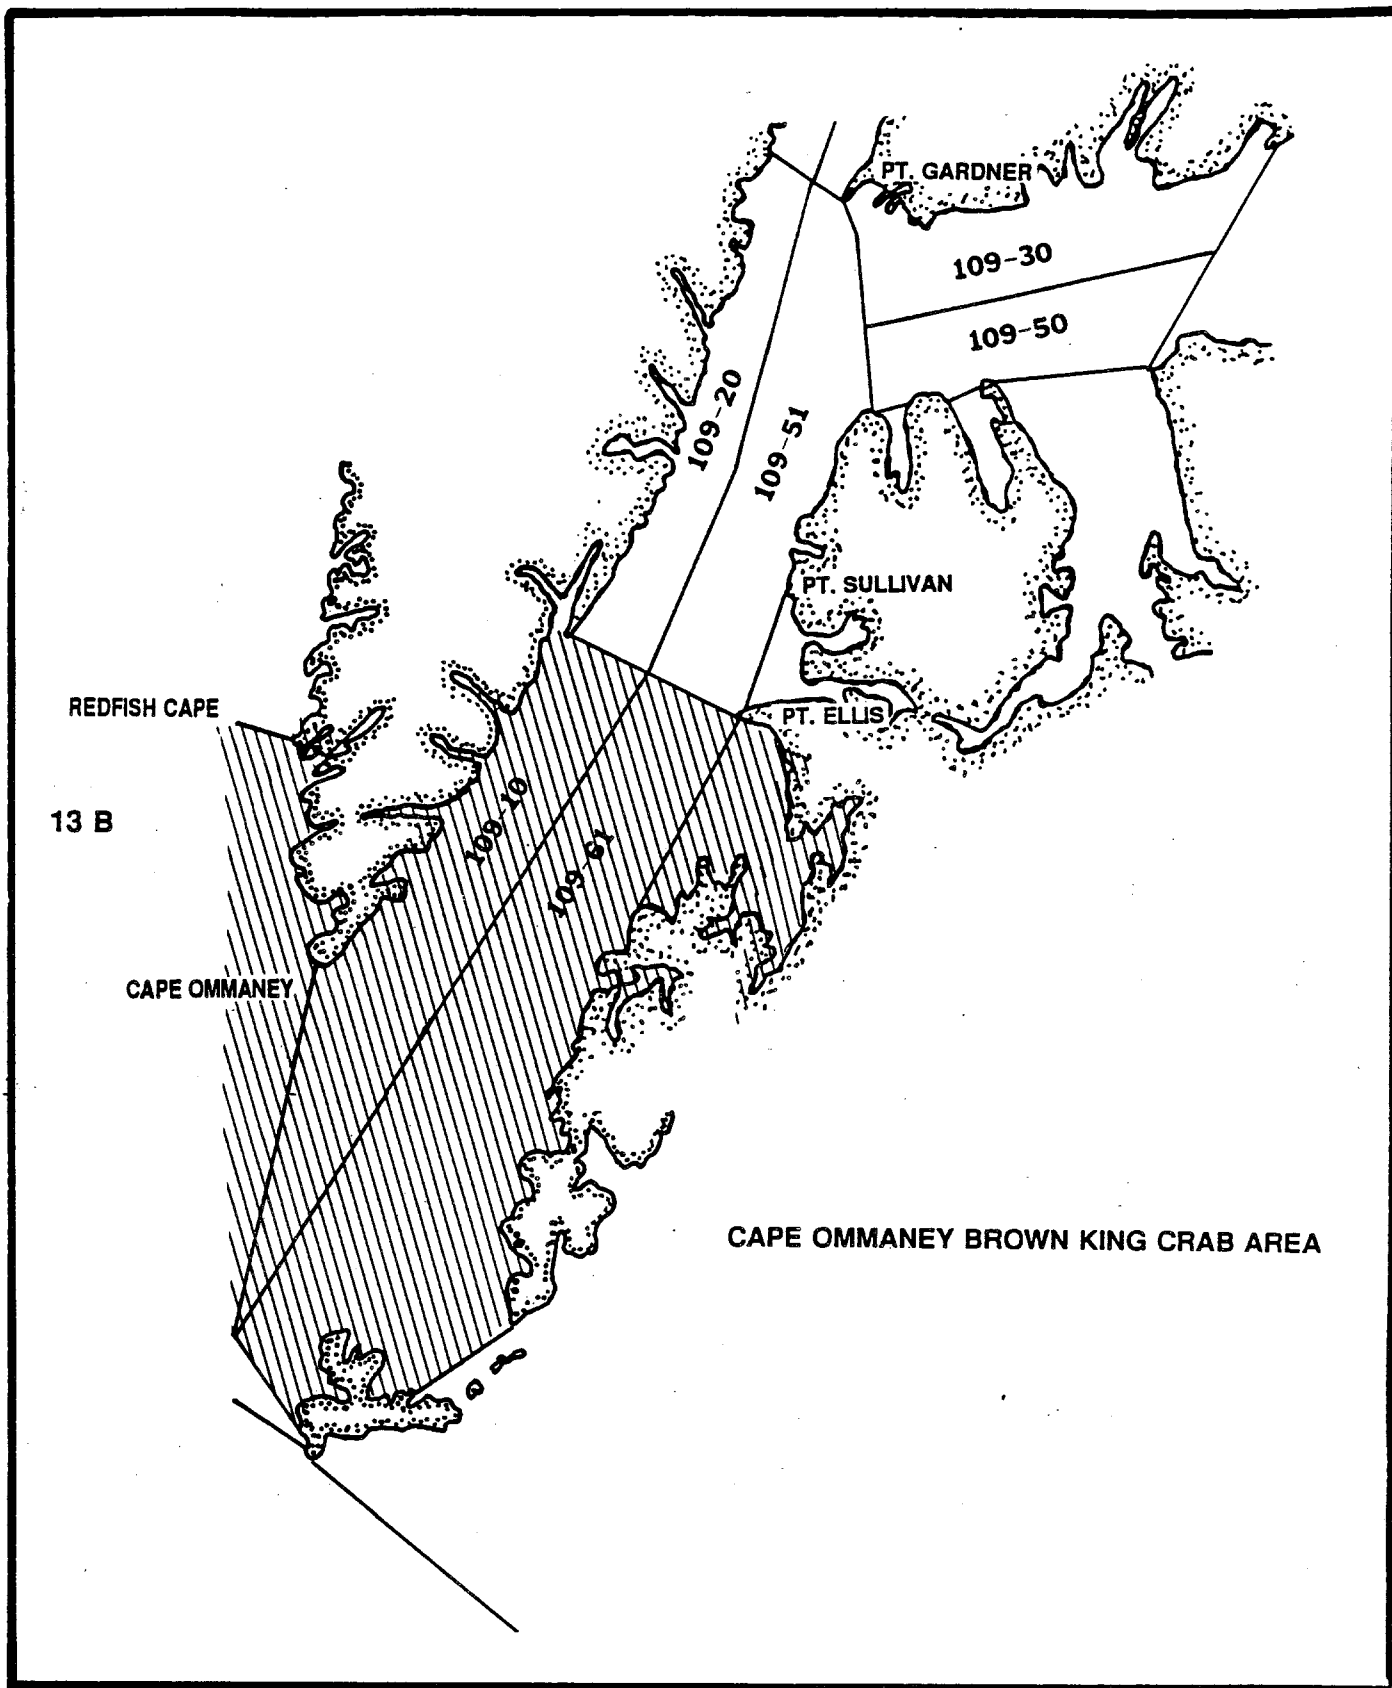 PT. GARDNER
109-30
109-50
109-20
109-51
PT. SULLIVAN
REDFISH CAPE
PT. ELLIS
13 B
109-10
109-61
CAPE OMMANEY
CAPE OMMANEY BROWN KING CRAB AREA